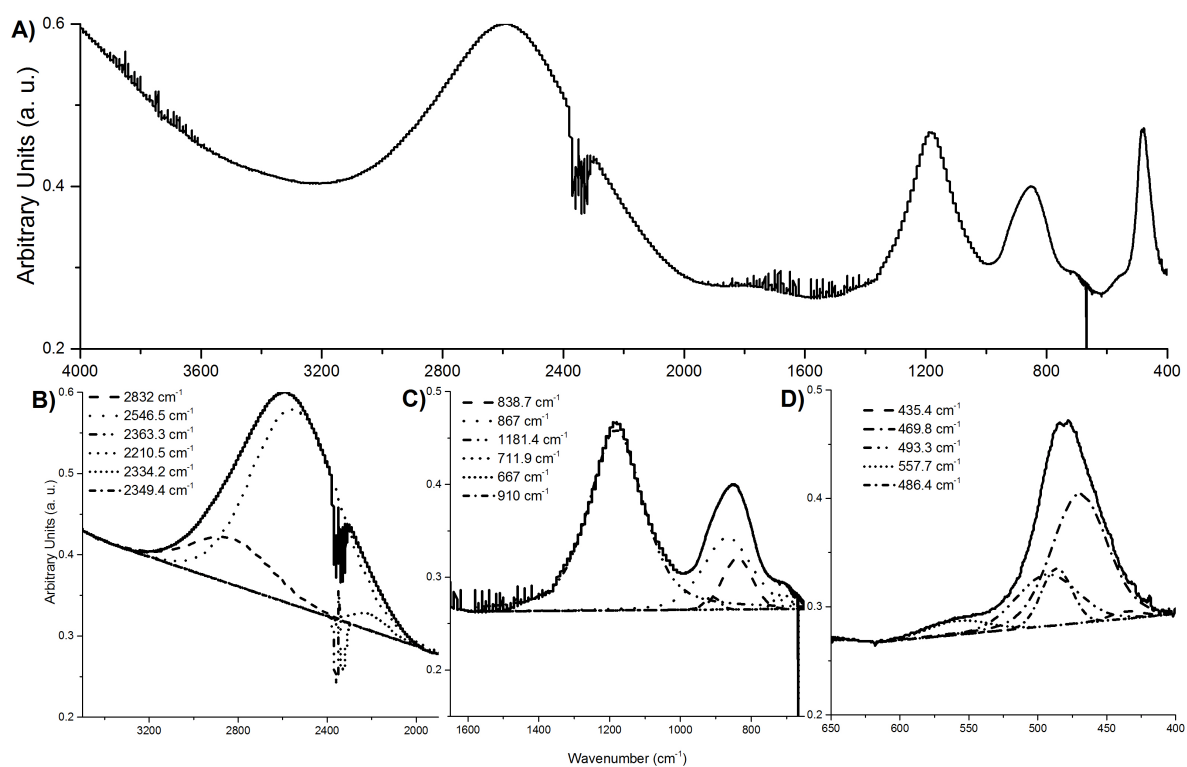 A)
Arbitrary Units (a. u.)
0.6
0.4
0.2
4000 3600 3200 2800 2400 2000 1600 1200 800 400
B)
Arbitrary Units (a. u.)
0.6
0.5
0.4
0.3
0.2
2832 cm-1
2546.5 cm-1
2363.3 cm-1
2210.5 cm-1
2334.2 cm-1
2349.4 cm-1
3200 2800 2400 2000
C)
0.5
0.4
0.3
0.2
838.7 cm-1
867 cm-1
1181.4 cm-1
711.9 cm-1
667 cm-1
910 cm-1
1600 1400 1200 1000 800
D)
0.5
0.4
0.3
0.2
435.4 cm-1
469.8 cm-1
493.3 cm-1
557.7 cm-1
486.4 cm-1
650 600 550 500 450 400
Wavenumber (cm-1)